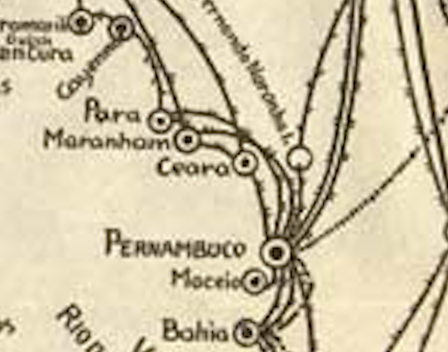 Cayenne
Fernando Noronha I.
Para
Maranham
Ceara
PERNAMBUCO
Maceio
Bahia